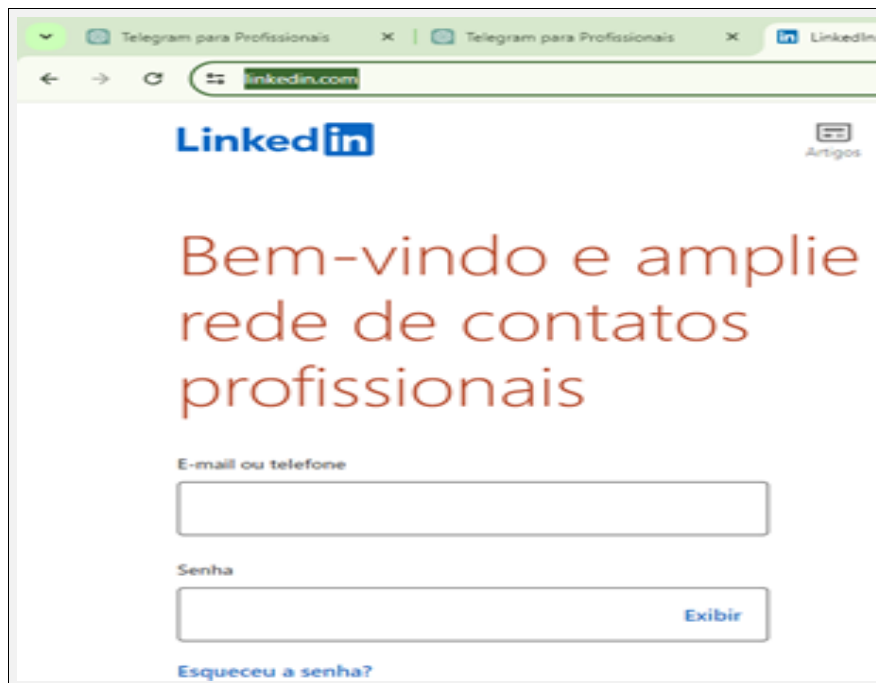 Telegram para Profissionais
Telegram para Profissionais
LinkedIn
linkedin.com
Linked in
Artigos
Bem-vindo e amplie
rede de contatos
profissionais
E-mail ou telefone
Senha
Exibir
Esqueceu a senha?